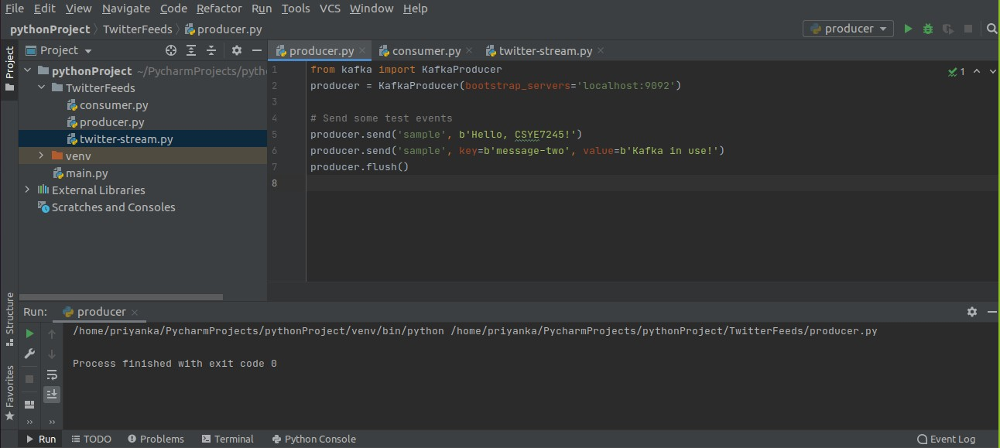 File Edit View Navigate Code Refactor Run Tools VCS Window Help
pythonProject TwitterFeeds producer.py producer
Project
Project
producer.py consumer.py twitter-stream.py
pythonProject ~/PycharmProjects/pytho
TwitterFeeds
consumer.py
producer.py
twitter-stream.py
venv
main.py
External Libraries
Scratches and Consoles
1 from kafka import KafkaProducer
2 producer = KafkaProducer(bootstrap_servers='localhost:9092')
3
4 # Send some test events
5 producer.send('sample', b'Hello, CSYE7245!')
6 producer.send('sample', key=b'message-two', value=b'Kafka in use!')
7 producer.flush()
8
1
Structure
Favorites
Run: producer
/home/priyanka/PycharmProjects/pythonProject/venv/bin/python /home/priyanka/PycharmProjects/pythonProject/TwitterFeeds/producer.py
Process finished with exit code 0
Run TODO Problems Terminal Python Console Event Log